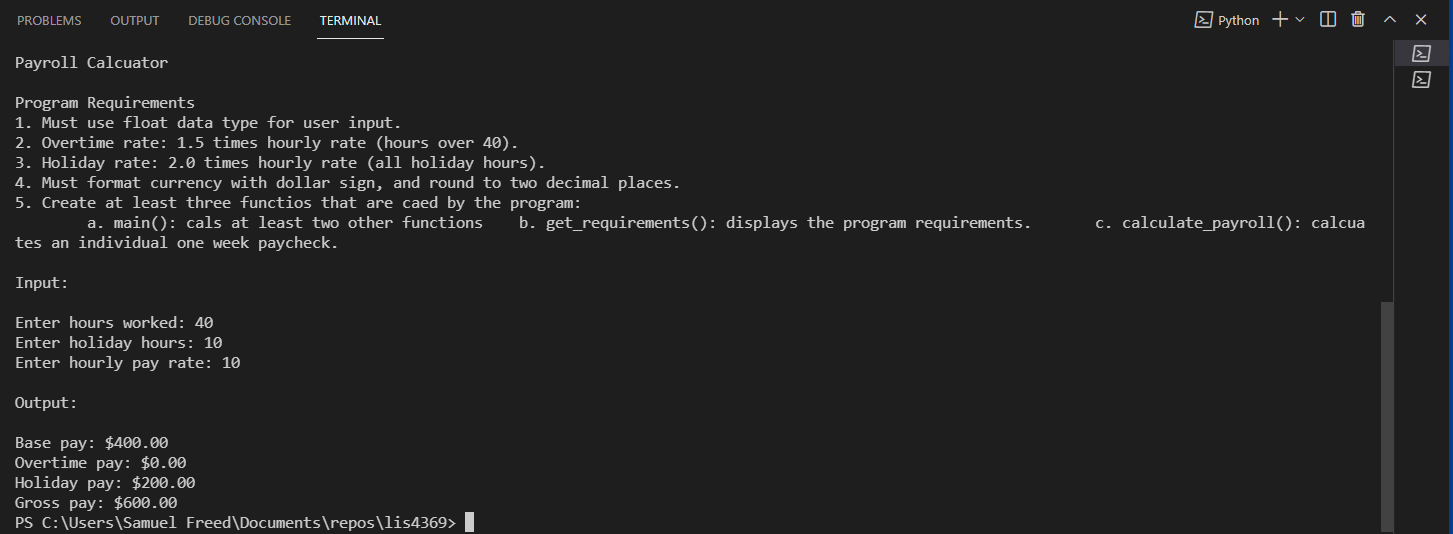 PROBLEMS OUTPUT DEBUG CONSOLE TERMINAL Python
Payroll Calcuator
Program Requirements
1. Must use float data type for user input.
2. Overtime rate: 1.5 times hourly rate (hours over 40).
3. Holiday rate: 2.0 times hourly rate (all holiday hours).
4. Must format currency with dollar sign, and round to two decimal places.
5. Create at least three functios that are caed by the program:
a. main(): cals at least two other functions b. get_requirements(): displays the program requirements. c. calculate_payroll(): calcua
tes an individual one week paycheck.
Input:
Enter hours worked: 40
Enter holiday hours: 10
Enter hourly pay rate: 10
Output:
Base pay: $400.00
Overtime pay: $0.00
Holiday pay: $200.00
Gross pay: $600.00
PS C:\Users\Samuel Freed\Documents\repos\lis4369>